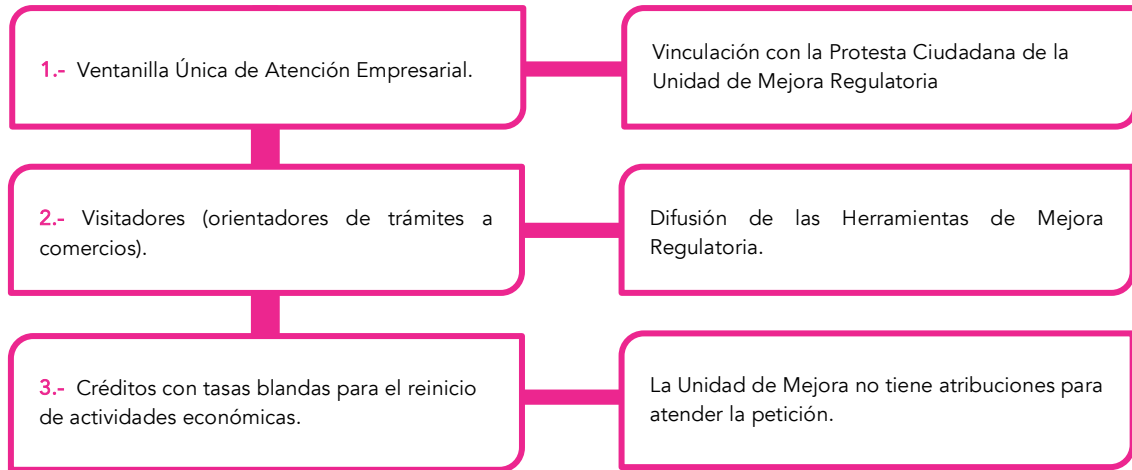 1.- Ventanilla Única de Atención Empresarial.
Vinculación con la Protesta Ciudadana de la
Unidad de Mejora Regulatoria
2.- Visitadores (orientadores de trámites a
comercios).
Difusión de las Herramientas de Mejora
Regulatoria.
3.- Créditos con tasas blandas para el reinicio
de actividades económicas.
La Unidad de Mejora no tiene atribuciones para
atender la petición.